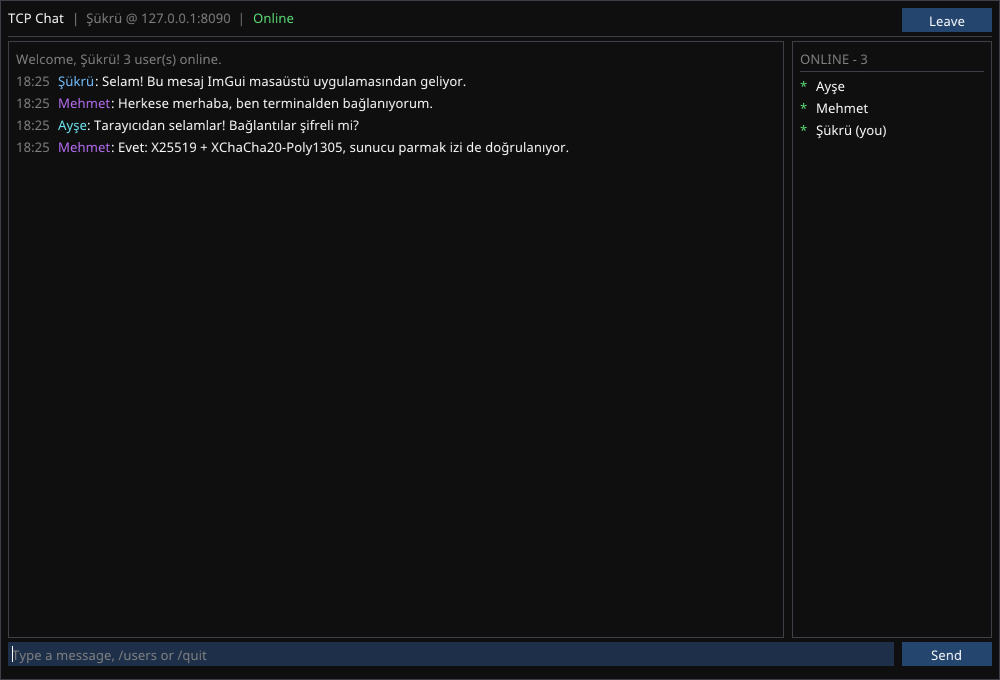 TCP Chat | Şükrü @ 127.0.0.1:8090 | Online
Leave
Welcome, Şükrü! 3 user(s) online.
18:25 Şükrü: Selam! Bu mesaj ImGui masaüstü uygulamasından geliyor.
18:25 Mehmet: Herkese merhaba, ben terminalden bağlanıyorum.
18:25 Ayşe: Tarayıcıdan selamlar! Bağlantılar şifreli mi?
18:25 Mehmet: Evet: X25519 + XChaCha20-Poly1305, sunucu parmak izi de doğrulanıyor.
ONLINE - 3
* Ayşe
* Mehmet
* Şükrü (you)
Type a message, /users or /quit
Send